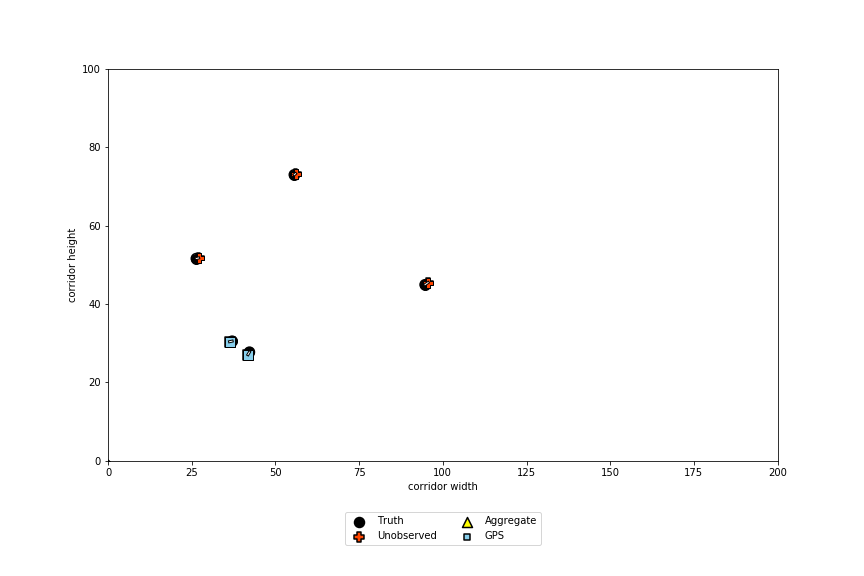 100
80
60
40
20
0
corridor height
0 25 50 75 100 125 150 175 200
corridor width
Truth Aggregate
Unobserved GPS